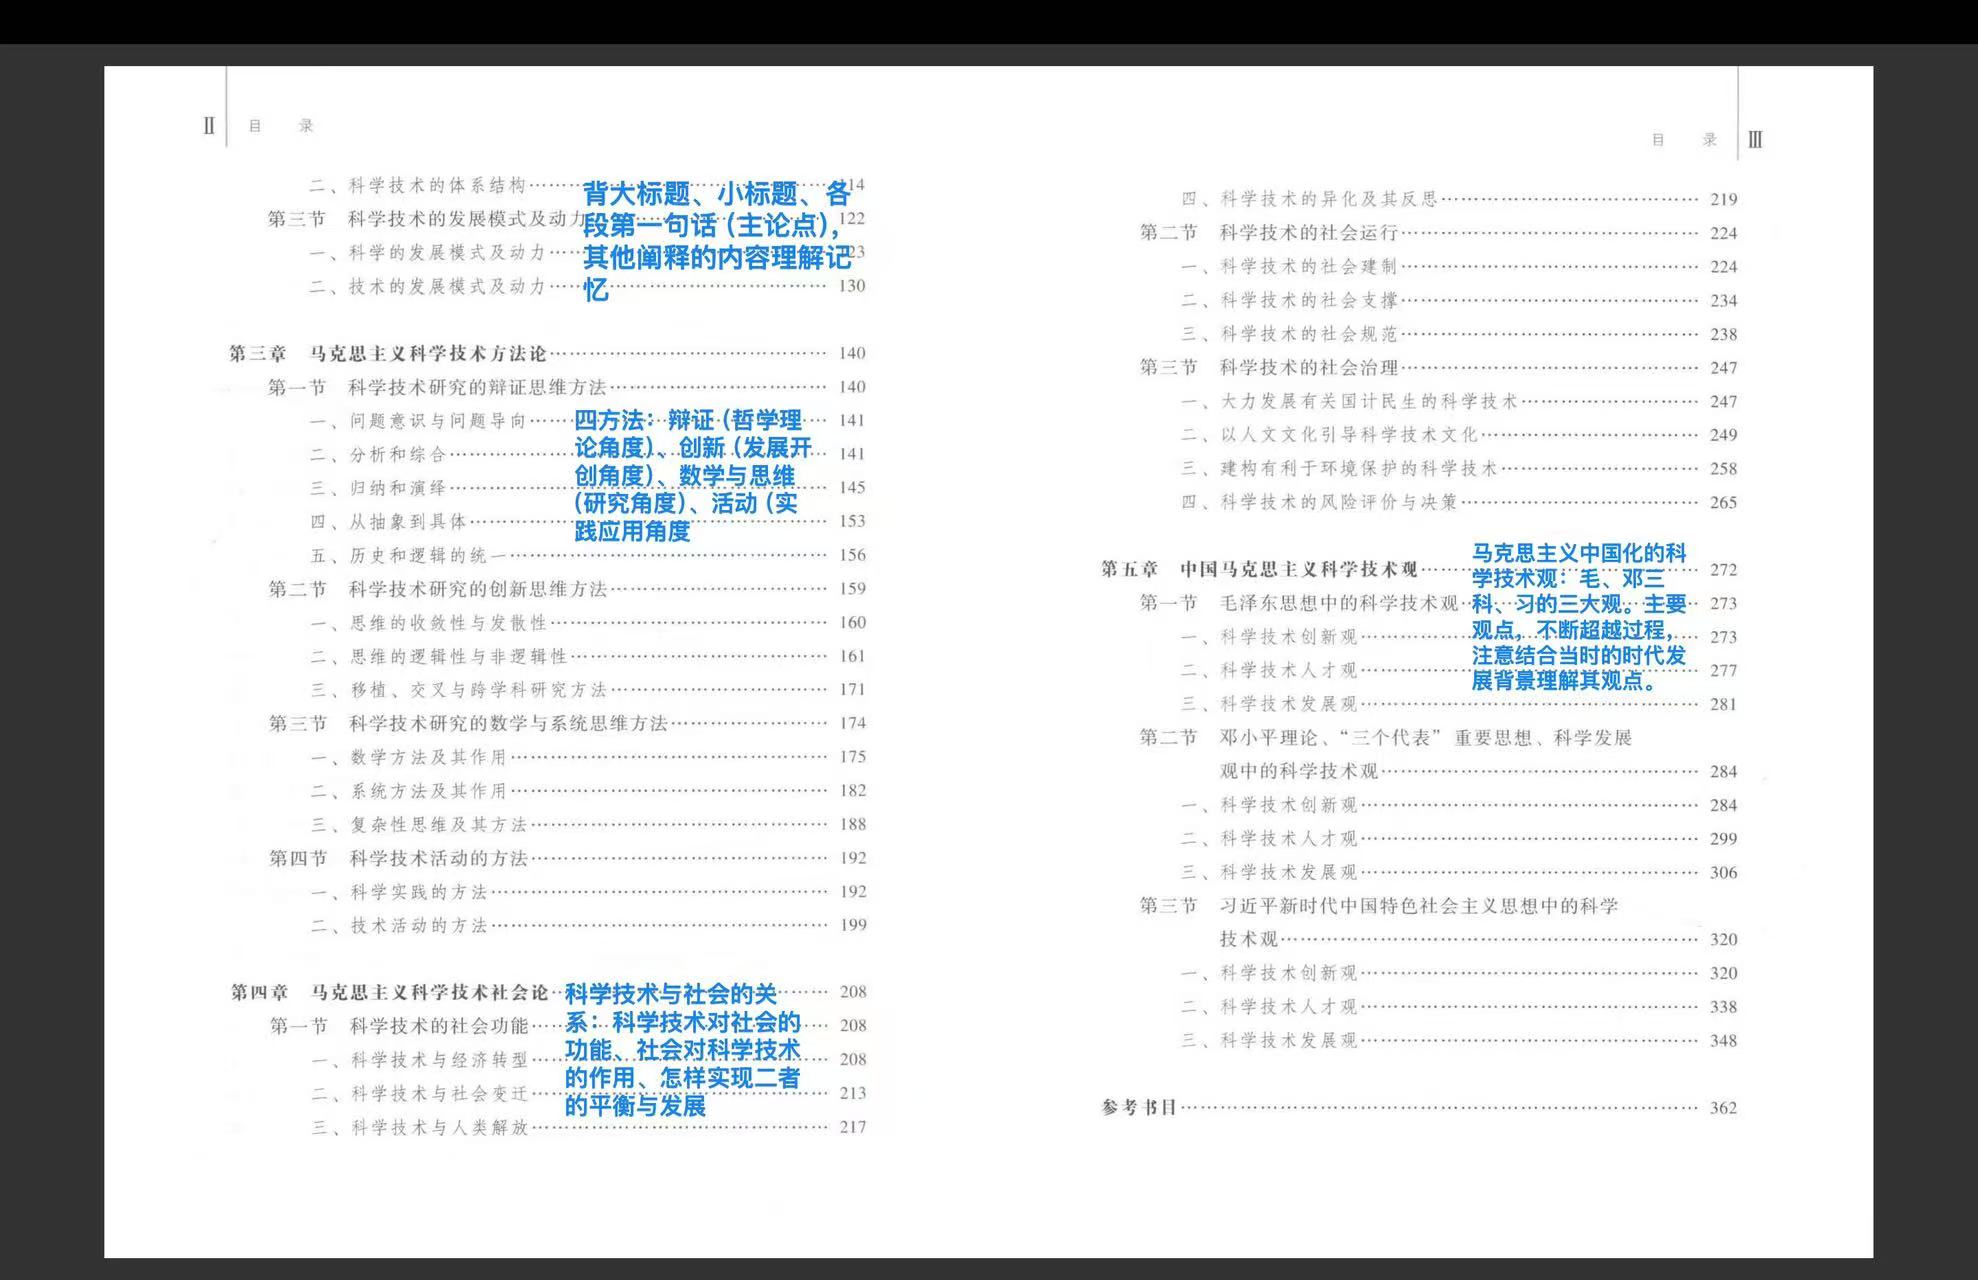 Ⅱ 目 录
二、科学技术的体系结构 114
第三节 科学技术的发展模式及动力 122
一、科学的发展模式及动力 123
二、技术的发展模式及动力 130
背大标题、小标题、各
段第一句话（主论点），
其他阐释的内容理解记
忆
第三章 马克思主义科学技术方法论 140
第一节 科学技术研究的辩证思维方法 140
一、问题意识与问题导向 141
二、分析和综合 141
三、归纳和演绎 145
四、从抽象到具体 153
五、历史和逻辑的统一 156
四方法：辩证（哲学理
论角度）、创新（发展开
创角度）、数学与思维
（研究角度）、活动（实
践应用角度
第二节 科学技术研究的创新思维方法 159
一、思维的收敛性与发散性 160
二、思维的逻辑性与非逻辑性 161
三、移植、交叉与跨学科研究方法 171
第三节 科学技术研究的数学与系统思维方法 174
一、数学方法及其作用 175
二、系统方法及其作用 182
三、复杂性思维及其方法 188
第四节 科学技术活动的方法 192
一、科学实践的方法 192
二、技术活动的方法 199
第四章 马克思主义科学技术社会论 208
第一节 科学技术的社会功能 208
一、科学技术与经济转型 208
二、科学技术与社会变迁 213
三、科学技术与人类解放 217
科学技术与社会的关
系：科学技术对社会的
功能、社会对科学技术
的作用、怎样实现二者
的平衡与发展
目 录 Ⅲ
四、科学技术的异化及其反思 219
第二节 科学技术的社会运行 224
一、科学技术的社会建制 224
二、科学技术的社会支撑 234
三、科学技术的社会规范 238
第三节 科学技术的社会治理 247
一、大力发展有关国计民生的科学技术 247
二、以人文文化引导科学技术文化 249
三、建构有利于环境保护的科学技术 258
四、科学技术的风险评价与决策 265
第五章 中国马克思主义科学技术观 272
第一节 毛泽东思想中的科学技术观 273
一、科学技术创新观 273
二、科学技术人才观 277
三、科学技术发展观 281
马克思主义中国化的科
学技术观：毛、邓三
科、习的三大观。主要
观点，不断超越过程，
注意结合当时的时代发
展背景理解其观点。
第二节 邓小平理论、“三个代表”重要思想、科学发展
观中的科学技术观 284
一、科学技术创新观 284
二、科学技术人才观 299
三、科学技术发展观 306
第三节 习近平新时代中国特色社会主义思想中的科学
技术观 320
一、科学技术创新观 320
二、科学技术人才观 338
三、科学技术发展观 348
参考书目 362